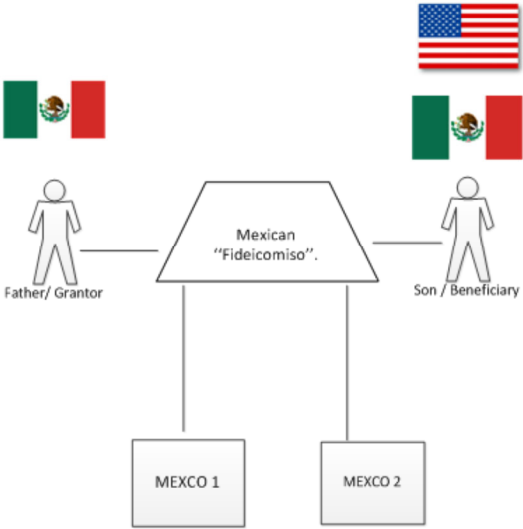 Mexican
“Fideicomiso”.
Father/ Grantor
Son / Beneficiary
MEXCO 1
MEXCO 2